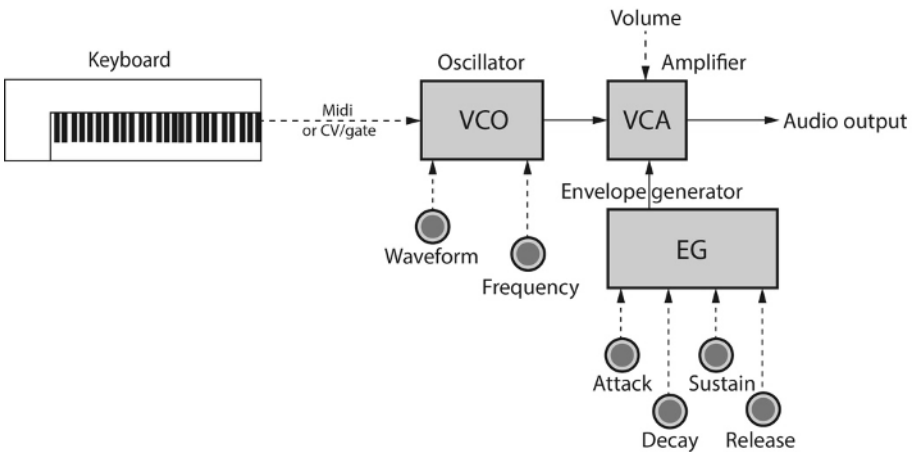 Volume
Keyboard
Oscillator
Amplifier
Midi
or CV/gate
VCO
VCA
Audio output
Envelope generator
Waveform
Frequency
EG
Attack
Sustain
Decay
Release